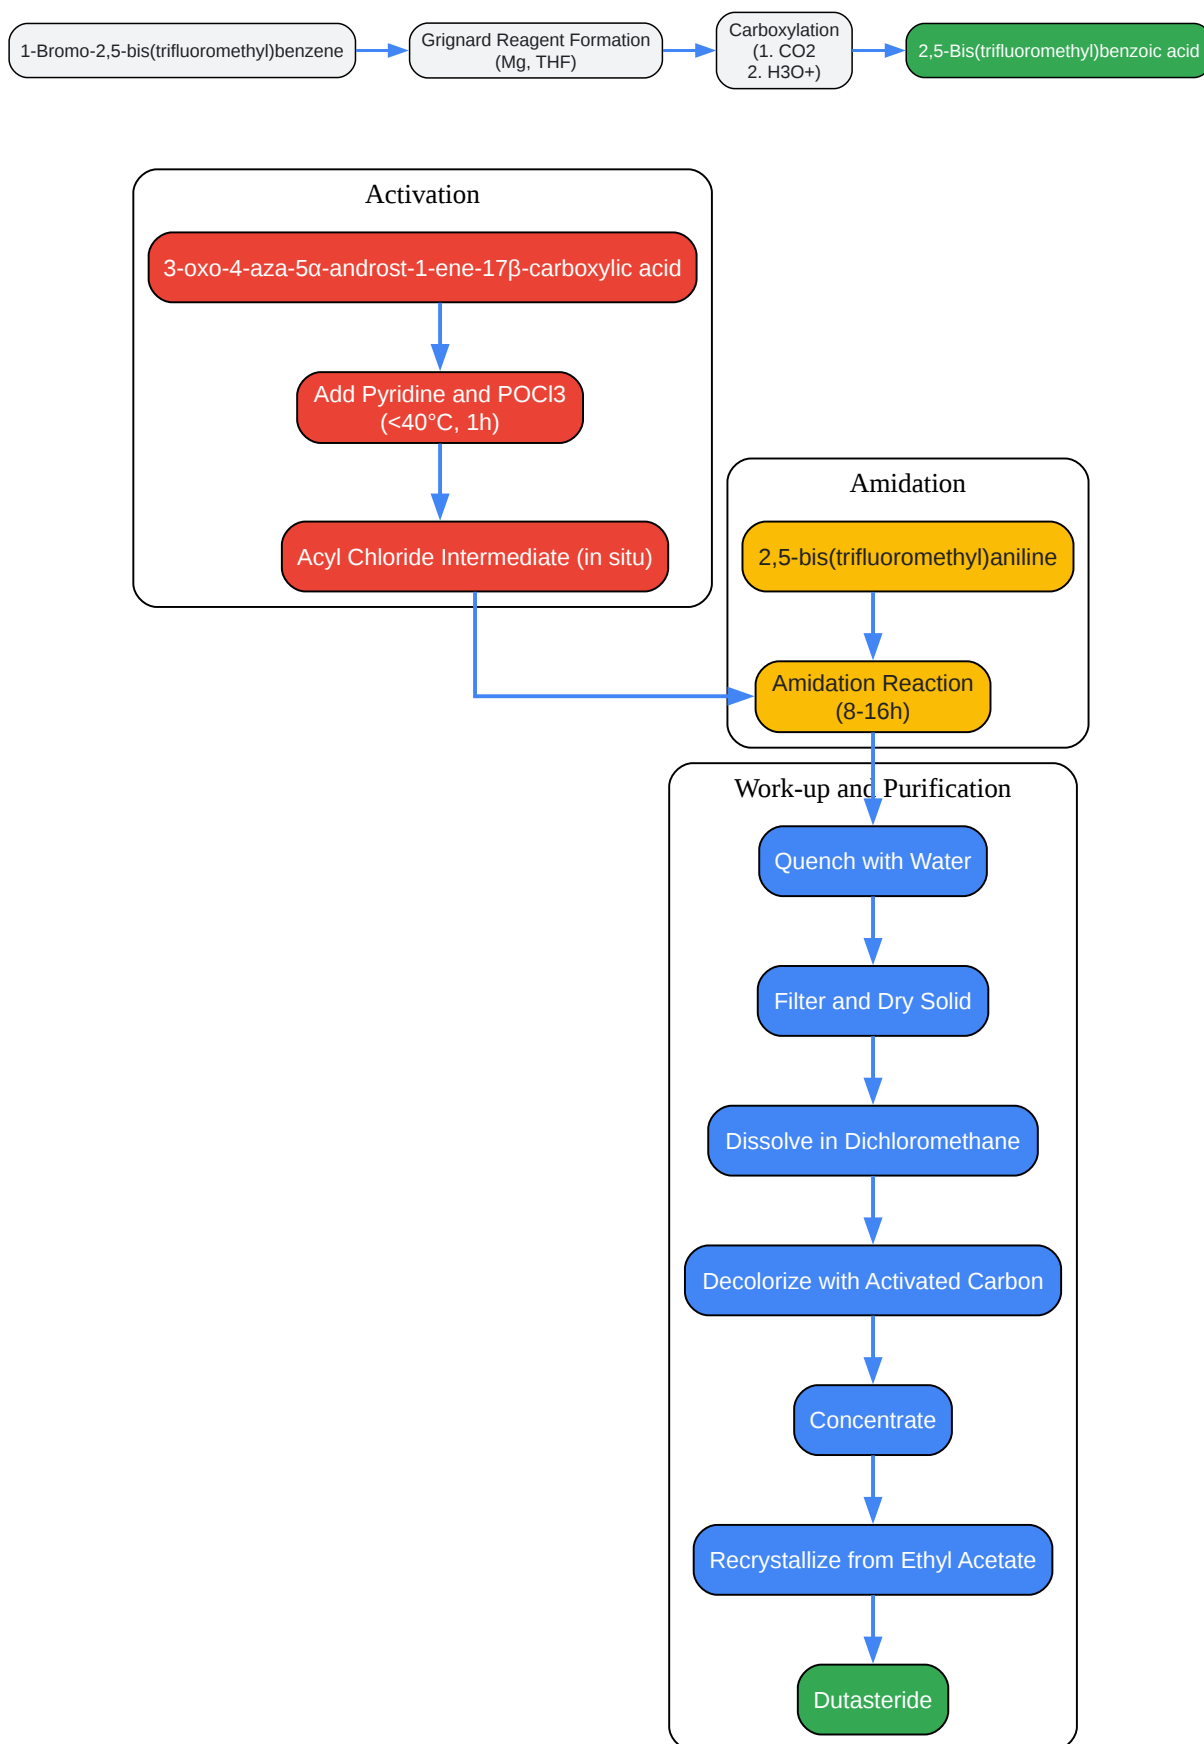 1-Bromo-2,5-bis(trifluoromethyl)benzene
Grignard Reagent Formation
(Mg, THF)
Carboxylation
(1. CO2
2. H3O+)
2,5-Bis(trifluoromethyl)benzoic acid
Activation
3-oxo-4-aza-5α-androst-1-ene-17β-carboxylic acid
Add Pyridine and POCl3
(<40°C, 1h)
Acyl Chloride Intermediate (in situ)
Amidation
2,5-bis(trifluoromethyl)aniline
Amidation Reaction
(8-16h)
Work-up and Purification
Quench with Water
Filter and Dry Solid
Dissolve in Dichloromethane
Decolorize with Activated Carbon
Concentrate
Recrystallize from Ethyl Acetate
Dutasteride